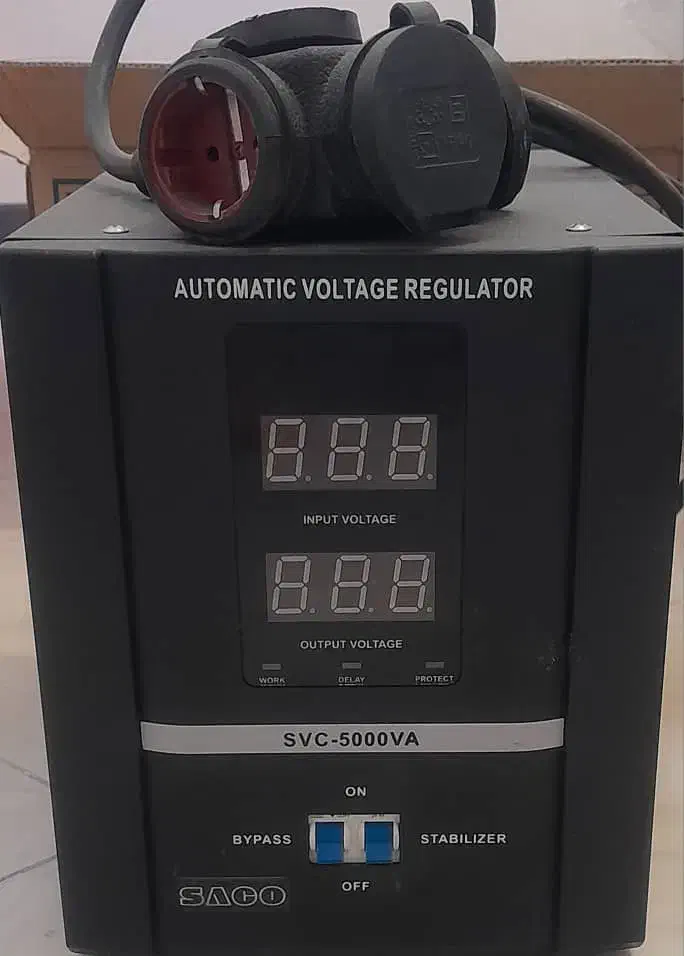 AUTOMATIC VOLTAGE REGULATOR
INPUT VOLTAGE
OUTPUT VOLTAGE
WORK DELAY PROTECT
SVC-5000VA
ON
BYPASS STABILIZER
OFF
SACO